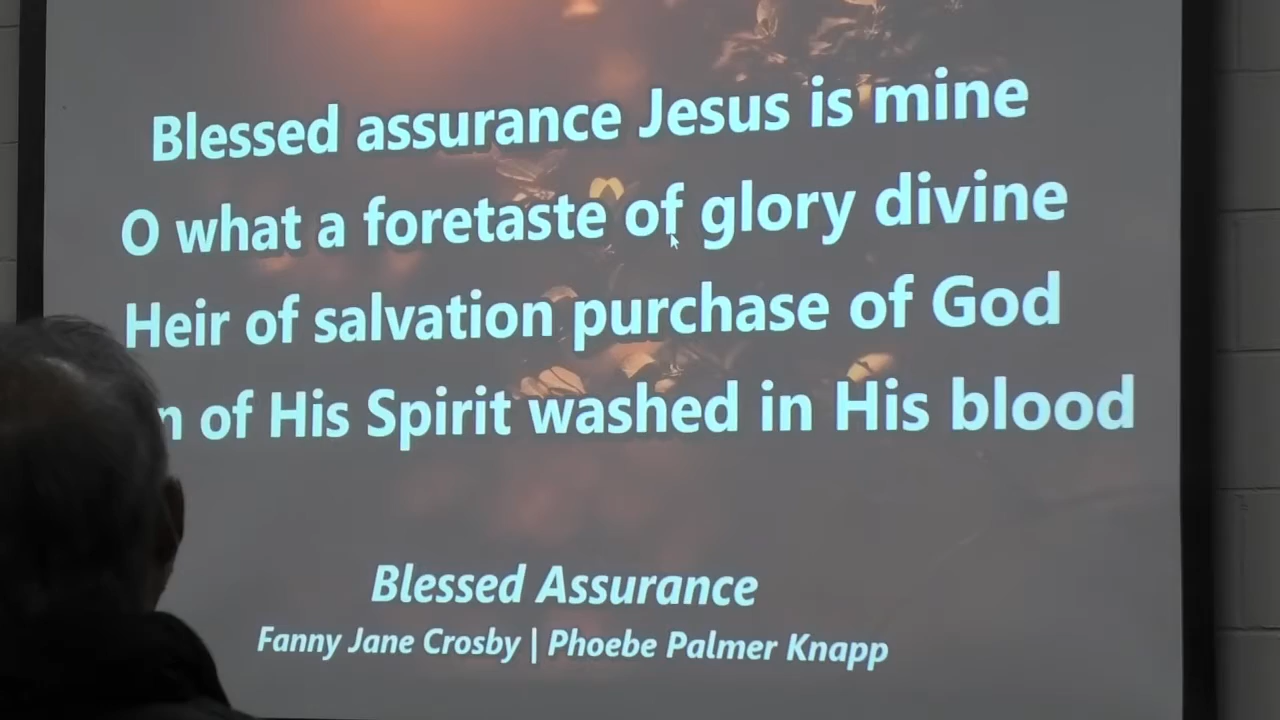 Blessed assurance Jesus is mine
O what a foretaste of glory divine
Heir of salvation purchase of God
of His Spirit washed in His blood
Blessed Assurance
Fanny Jane Crosby | Phoebe Palmer Knapp